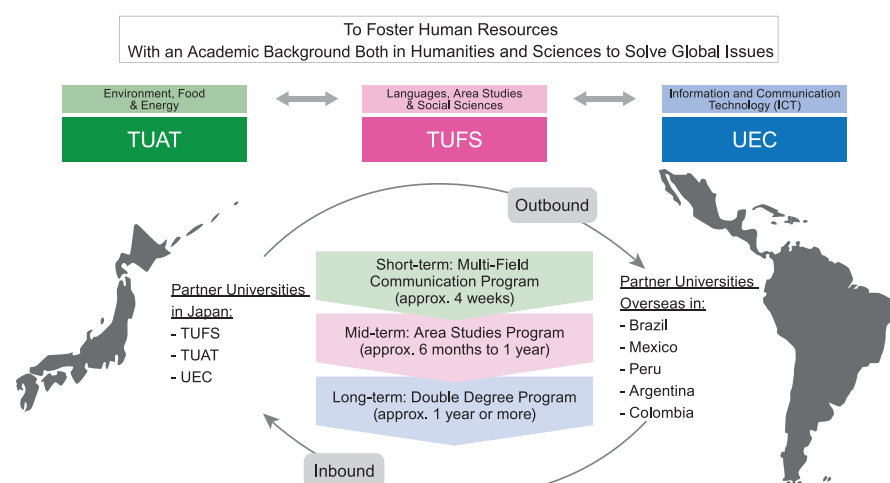 To Foster Human Resources
With an Academic Background Both in Humanities and Sciences to Solve Global Issues
Environment, Food
& Energy
TUAT
Languages, Area Studies
& Social Sciences
TUFS
Information and Communication
Technology (ICT)
UEC
Outbound
Short-term: Multi-Field
Communication Program
(approx. 4 weeks)
Mid-term: Area Studies Program
(approx. 6 months to 1 year)
Long-term: Double Degree Program
(approx. 1 year or more)
Partner Universities
in Japan:
- TUFS
- TUAT
- UEC
Partner Universities
Overseas in:
- Brazil
- Mexico
- Peru
- Argentina
- Colombia
Inbound